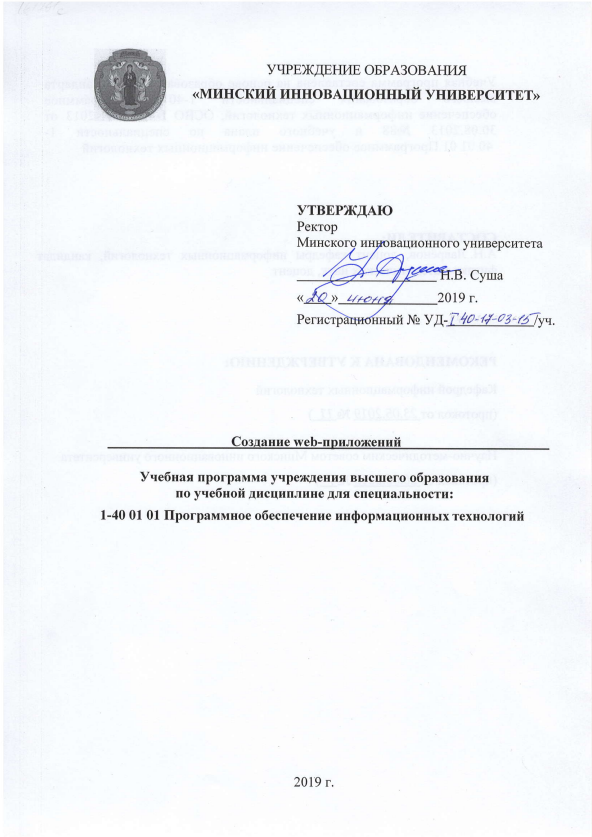 УЧРЕЖДЕНИЕ ОБРАЗОВАНИЯ
«МИНСКИЙ ИННОВАЦИОННЫЙ УНИВЕРСИТЕТ»
УТВЕРЖДАЮ
Ректор
Минского инновационного университета
Н.В. Суша
«20» июня 2019 г.
Регистрационный № УД-I 40-17-03-15/уч.
Создание web-приложений
Учебная программа учреждения высшего образования
по учебной дисциплине для специальности:
1-40 01 01 Программное обеспечение информационных технологий
2019 г.